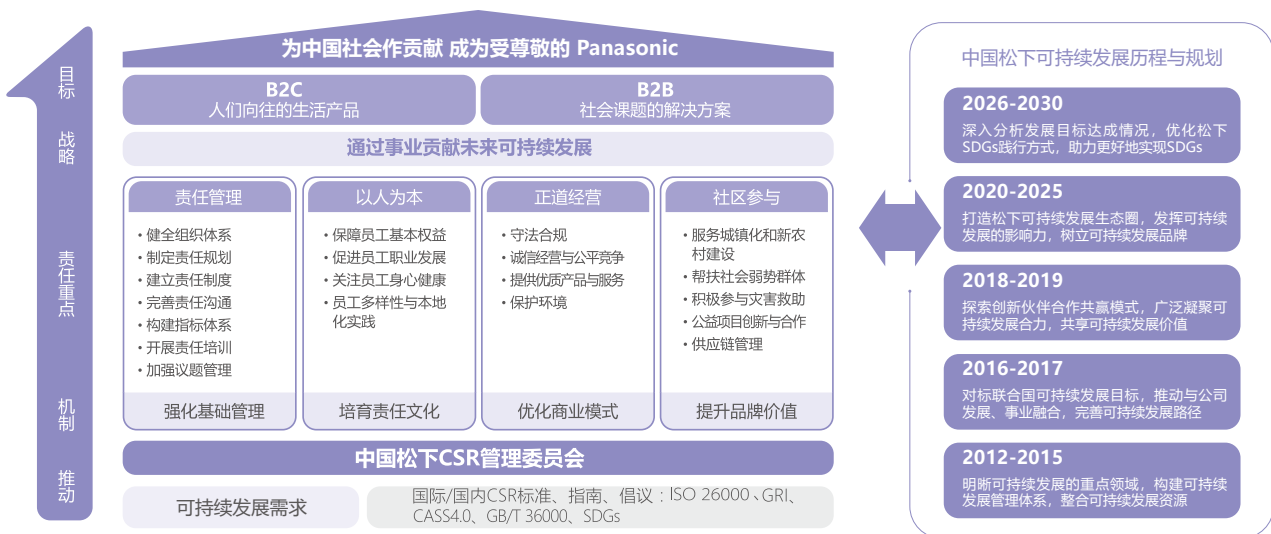 目标
战略
责任重点
机制
推动
为中国社会作贡献 成为受尊敬的 Panasonic
B2C
人们向往的生活产品
B2B
社会课题的解决方案
通过事业贡献未来可持续发展
责任管理
• 健全组织体系
• 制定责任规划
• 建立责任制度
• 完善责任沟通
• 构建指标体系
• 开展责任培训
• 加强议题管理
强化基础管理
以人为本
• 保障员工基本权益
• 促进员工职业发展
• 关注员工身心健康
• 员工多样性与本地
化实践
培育责任文化
正道经营
• 守法合规
• 诚信经营与公平竞争
• 提供优质产品与服务
• 保护环境
优化商业模式
社区参与
• 服务城镇化和新农
村建设
• 帮扶社会弱势群体
• 积极参与灾害救助
• 公益项目创新与合作
• 供应链管理
提升品牌价值
中国松下CSR管理委员会
可持续发展需求
国际/国内CSR标准、指南、倡议：ISO 26000、GRI、
CASS4.0、GB/T 36000、SDGs
中国松下可持续发展历程与规划
2026-2030
深入分析发展目标达成情况，优化松下
SDGs践行方式，助力更好地实现SDGs
2020-2025
打造松下可持续发展生态圈，发挥可持续
发展的影响力，树立可持续发展品牌
2018-2019
探索创新伙伴合作共赢模式，广泛凝聚可
持续发展合力，共享可持续发展价值
2016-2017
对标联合国可持续发展目标，推动与公司
发展、事业融合，完善可持续发展路径
2012-2015
明晰可持续发展的重点领域，构建可持续
发展管理体系，整合可持续发展资源